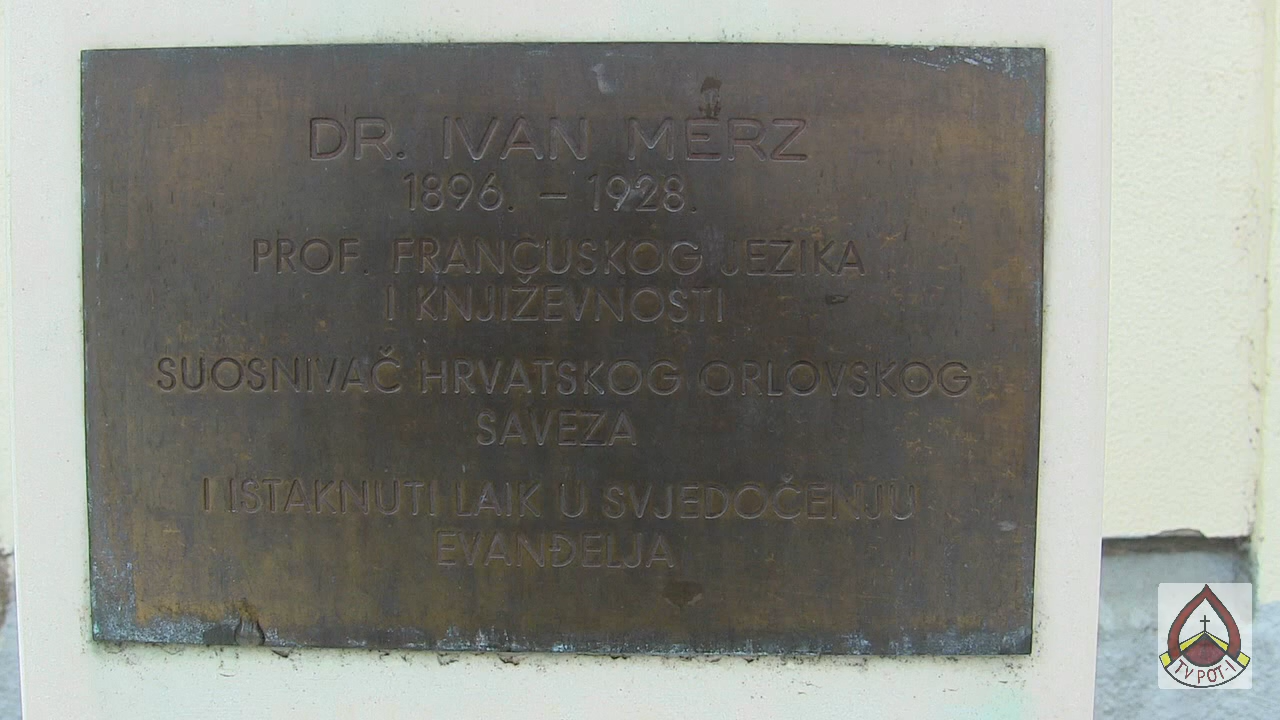 DR. IVAN MERZ
1896. – 1928.
PROF. FRANCUSKOG JEZIKA
I KNJIŽEVNOSTI
SUOSNIVAČ HRVATSKOG ORLOVSKOG
SAVEZA
I ISTAKNUTI LAIK U SVJEDOČENJU
EVANĐELJA
TV POT-1